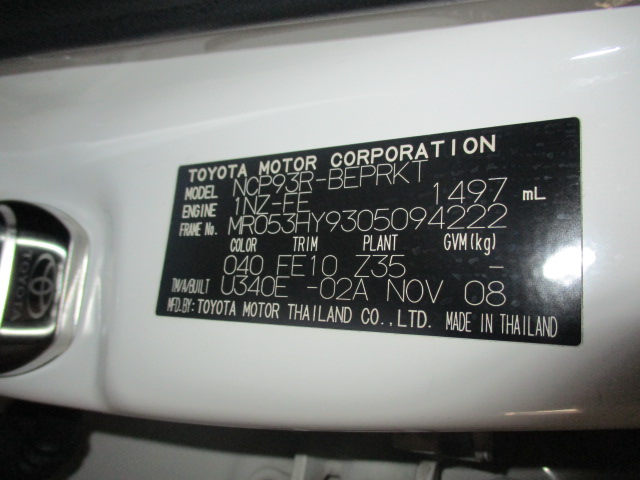 TOYOTA MOTOR CORPORATION
MODEL NCP93R-BEPRKT
ENGINE 1NZ-FE 1497 mL
FRAME No. MR053HY9305094222
COLOR TRIM PLANT GVM(kg)
040 FE10 Z35 -
TM/A/BUILT U340E -02A NOV 08
MFD.BY: TOYOTA MOTOR THAILAND CO.,LTD. MADE IN THAILAND
TOYOTA